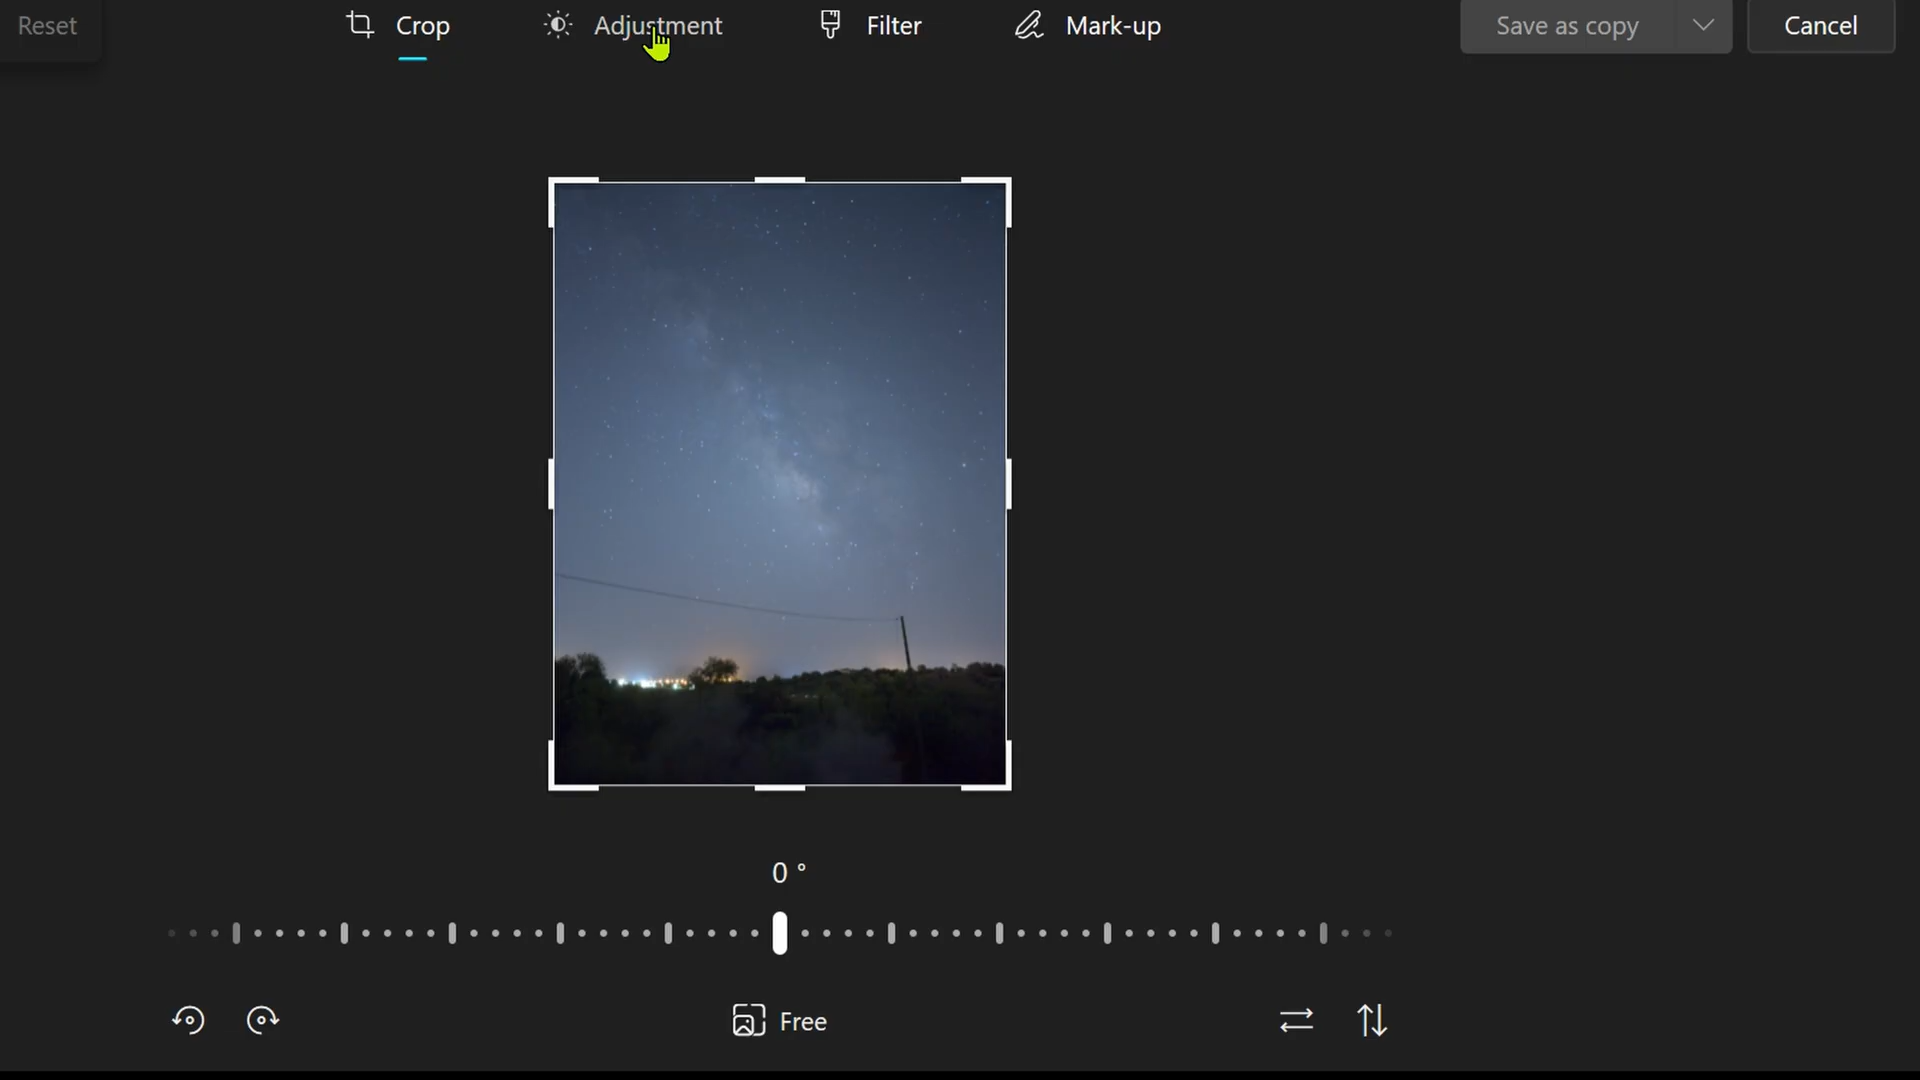 Reset
Crop
Adjustment
Filter
Mark-up
Save as copy
Cancel
0 °
Free